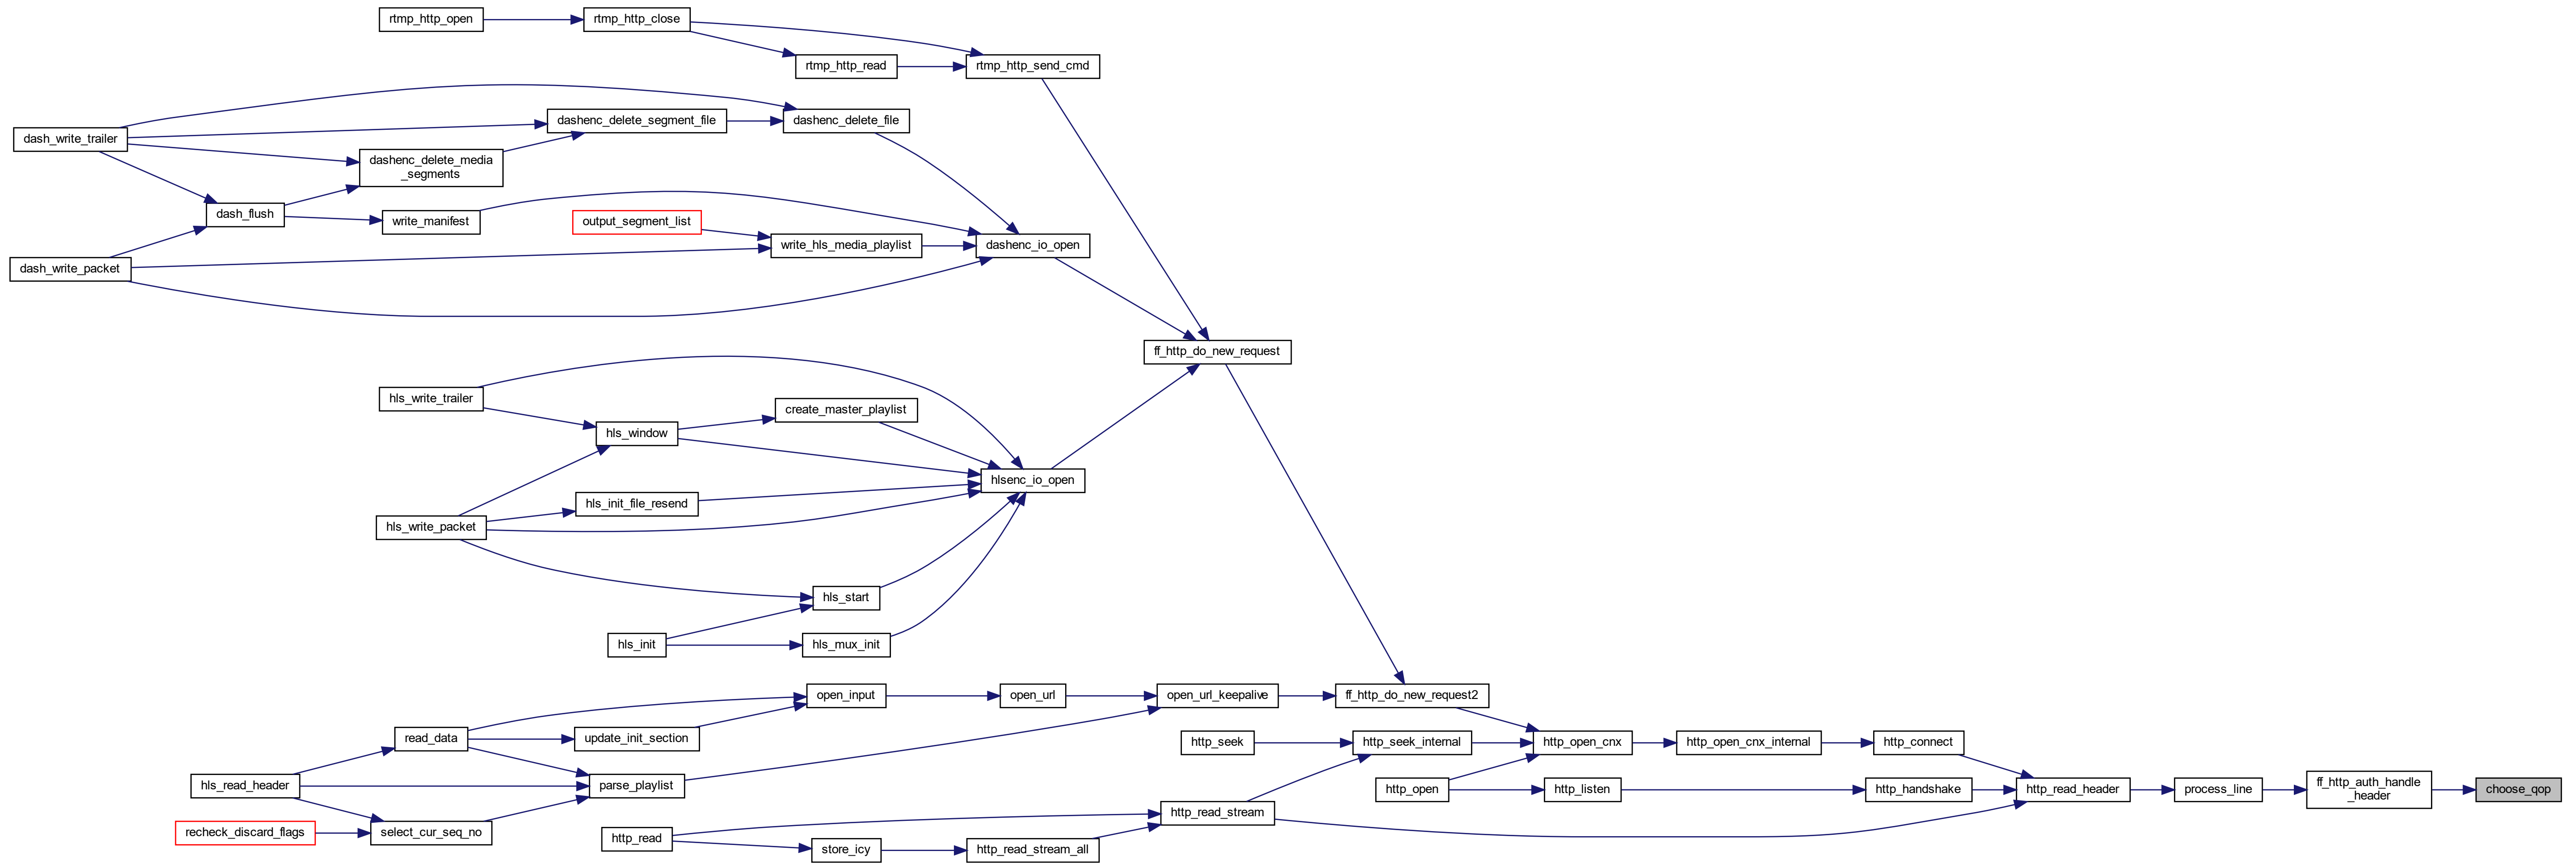 rtmp_http_open
rtmp_http_close
rtmp_http_read
rtmp_http_send_cmd
dash_write_trailer
dashenc_delete_segment_file
dashenc_delete_file
dashenc_delete_media
_segments
dash_flush
write_manifest
output_segment_list
write_hls_media_playlist
dashenc_io_open
dash_write_packet
ff_http_do_new_request
hls_write_trailer
create_master_playlist
hls_window
hlsenc_io_open
hls_init_file_resend
hls_write_packet
hls_start
hls_init
hls_mux_init
open_input
open_url
open_url_keepalive
ff_http_do_new_request2
read_data
update_init_section
http_seek
http_seek_internal
http_open_cnx
http_open_cnx_internal
http_connect
hls_read_header
parse_playlist
http_open
http_listen
http_handshake
http_read_header
process_line
ff_http_auth_handle
_header
choose_qop
recheck_discard_flags
select_cur_seq_no
http_read_stream
http_read
store_icy
http_read_stream_all